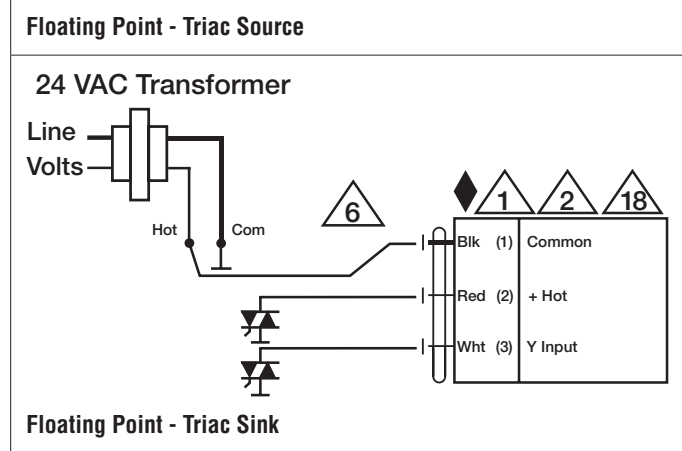 Floating Point - Triac Source
24 VAC Transformer
Line
Volts
Hot Com
6
1 2 18
Blk (1) Common
Red (2) + Hot
Wht (3) Y Input
Floating Point - Triac Sink